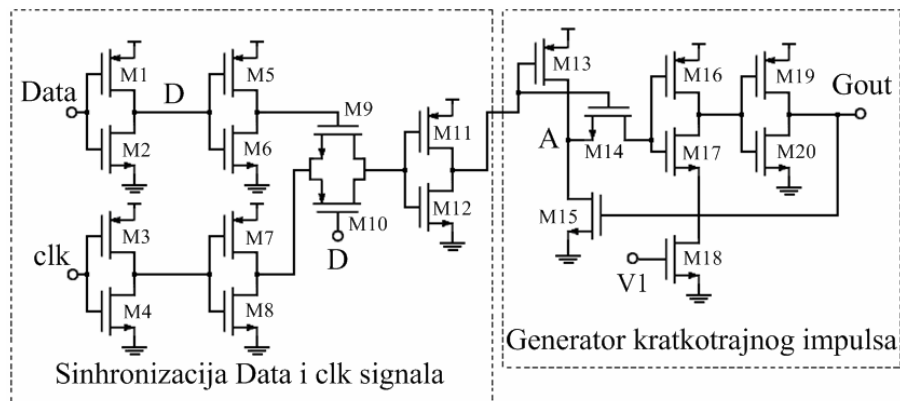 Data
M1
D
M5
M2
M6
M9
M3
M7
clk
M4
M8
M10
D
M11
M12
Sinhronizacija Data i clk signala
M13
A
M14
M16
M19
Gout
M17
M20
M15
M18
V1
Generator kratkotrajnog impulsa